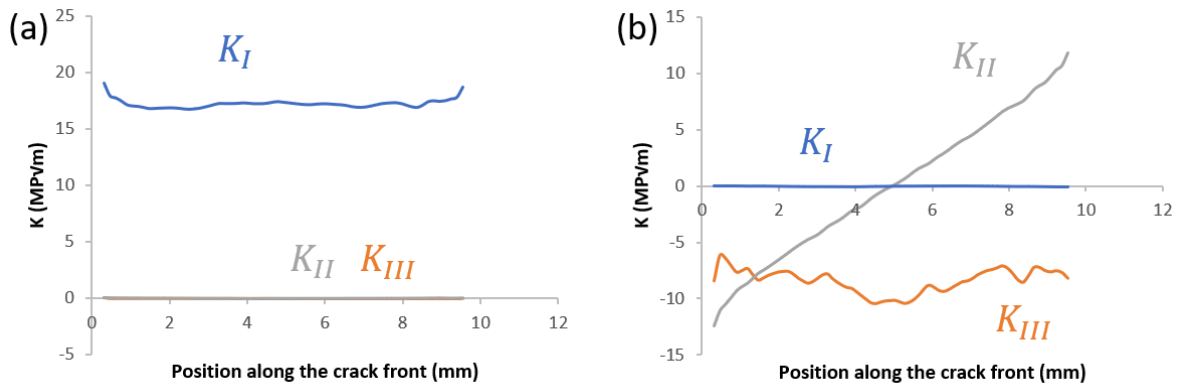 (a)
K (MPVm)
25
20
15
10
5
0
-5
K_I
K_II K_III
0 2 4 6 8 10 12
Position along the crack front (mm)
(b)
K (MPVm)
15
10
5
0
-5
-10
-15
K_II
K_I
0 2 4 6 8 10 12
K_III
Position along the crack front (mm)